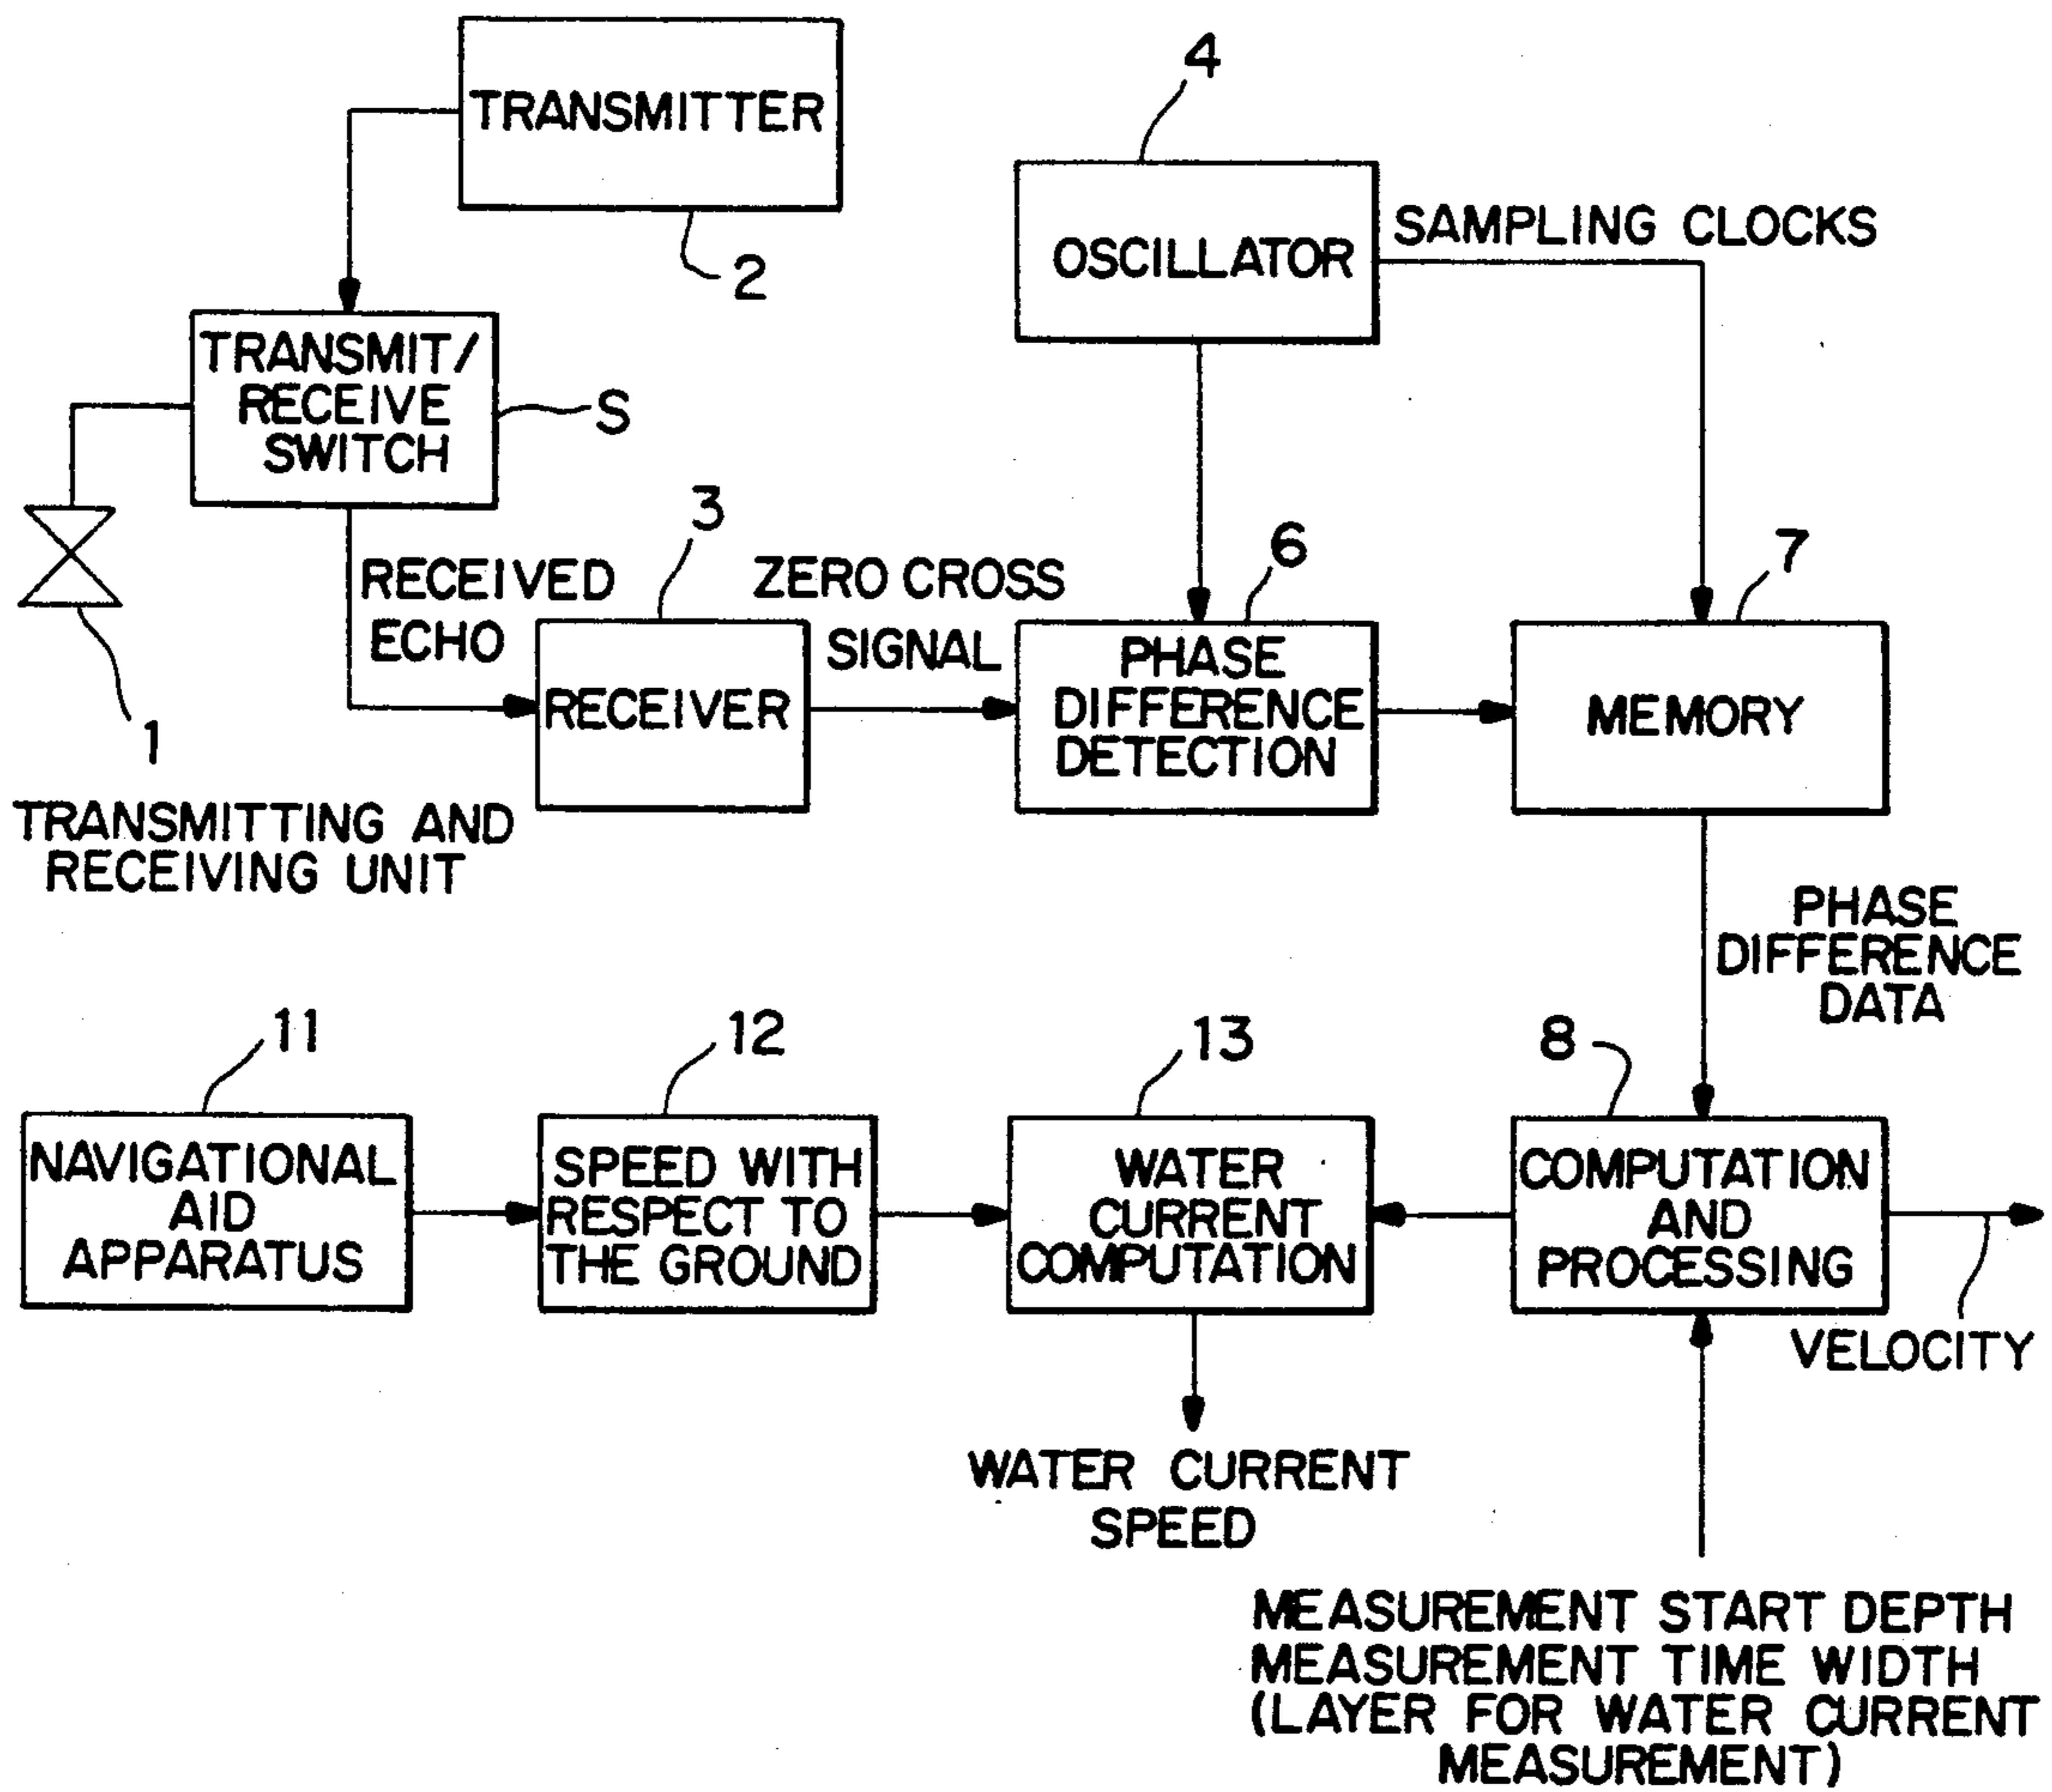 TRANSMITTER
2
4
OSCILLATOR
SAMPLING CLOCKS
TRANSMIT/
RECEIVE
SWITCH
S
1
TRANSMITTING AND
RECEIVING UNIT
RECEIVED
ECHO
3
RECEIVER
ZERO CROSS
SIGNAL
6
PHASE
DIFFERENCE
DETECTION
7
MEMORY
PHASE
DIFFERENCE
DATA
11
NAVIGATIONAL
AID
APPARATUS
12
SPEED WITH
RESPECT TO
THE GROUND
13
WATER
CURRENT
COMPUTATION
8
COMPUTATION
AND
PROCESSING
VELOCITY
WATER CURRENT
SPEED
MEASUREMENT START DEPTH
MEASUREMENT TIME WIDTH
(LAYER FOR WATER CURRENT
MEASUREMENT)